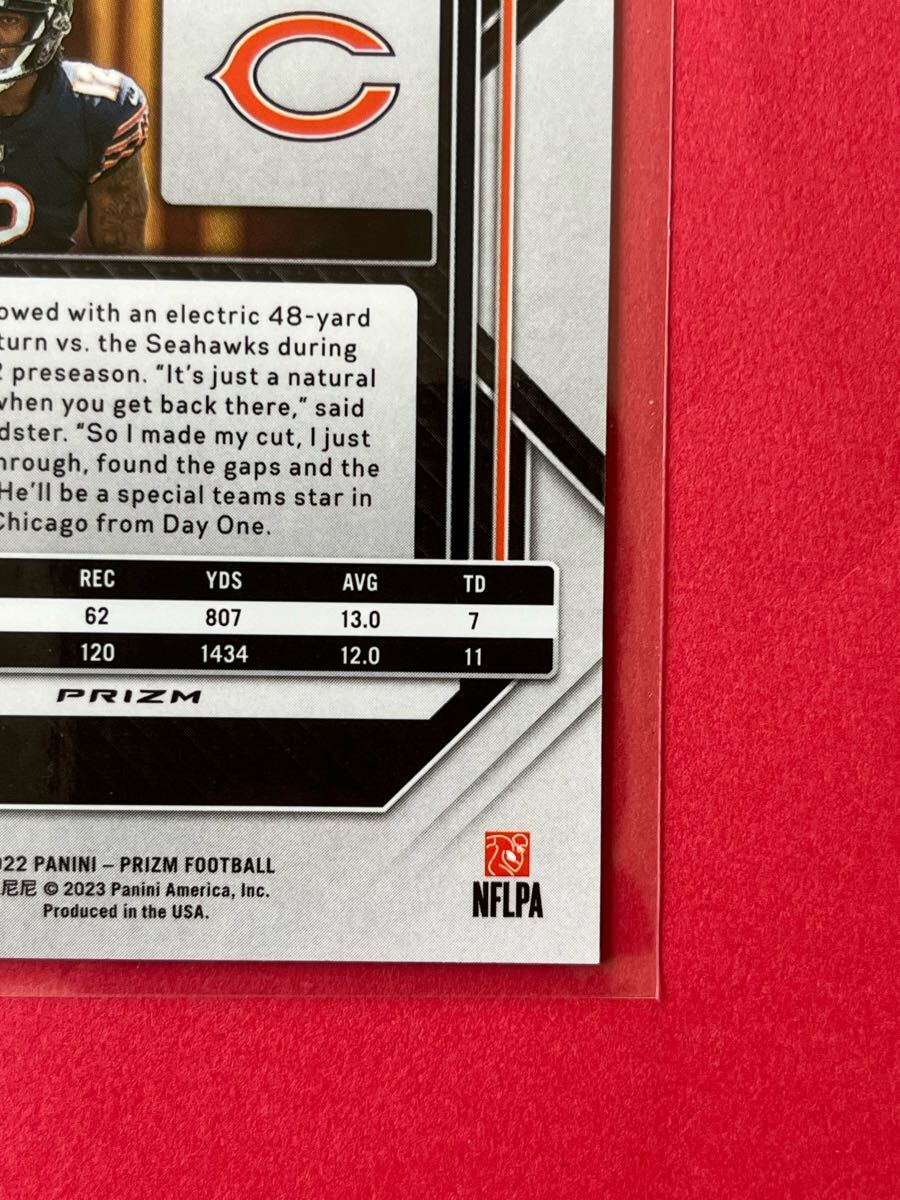 owed with an electric 48-yard
turn vs. the Seahawks during
preseason. “It's just a natural
when you get back there,” said
dster. “So I made my cut, I just
hrough, found the gaps and the
He'll be a special teams star in
Chicago from Day One.
REC YDS AVG TD
62 807 13.0 7
120 1434 12.0 11
PRIZM
022 PANINI – PRIZM FOOTBALL
尼尼 © 2023 Panini America, Inc.
Produced in the USA.
NFLPA